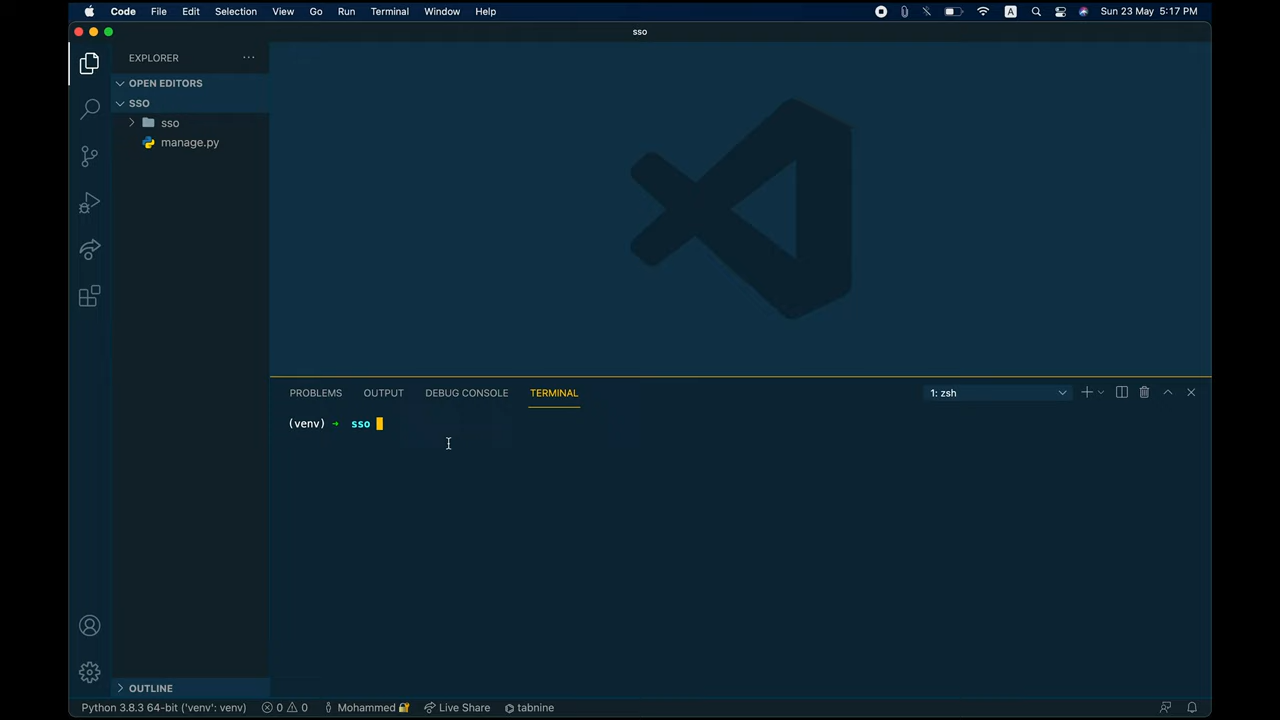 Code File Edit Selection View Go Run Terminal Window Help A Sun 23 May 5:17 PM
sso
EXPLORER ...
OPEN EDITORS
SSO
sso
manage.py
PROBLEMS OUTPUT DEBUG CONSOLE TERMINAL 1: zsh
(venv) → sso
OUTLINE
Python 3.8.3 64-bit ('venv': venv) 0 0 Mohammed 🔐 Live Share tabnine